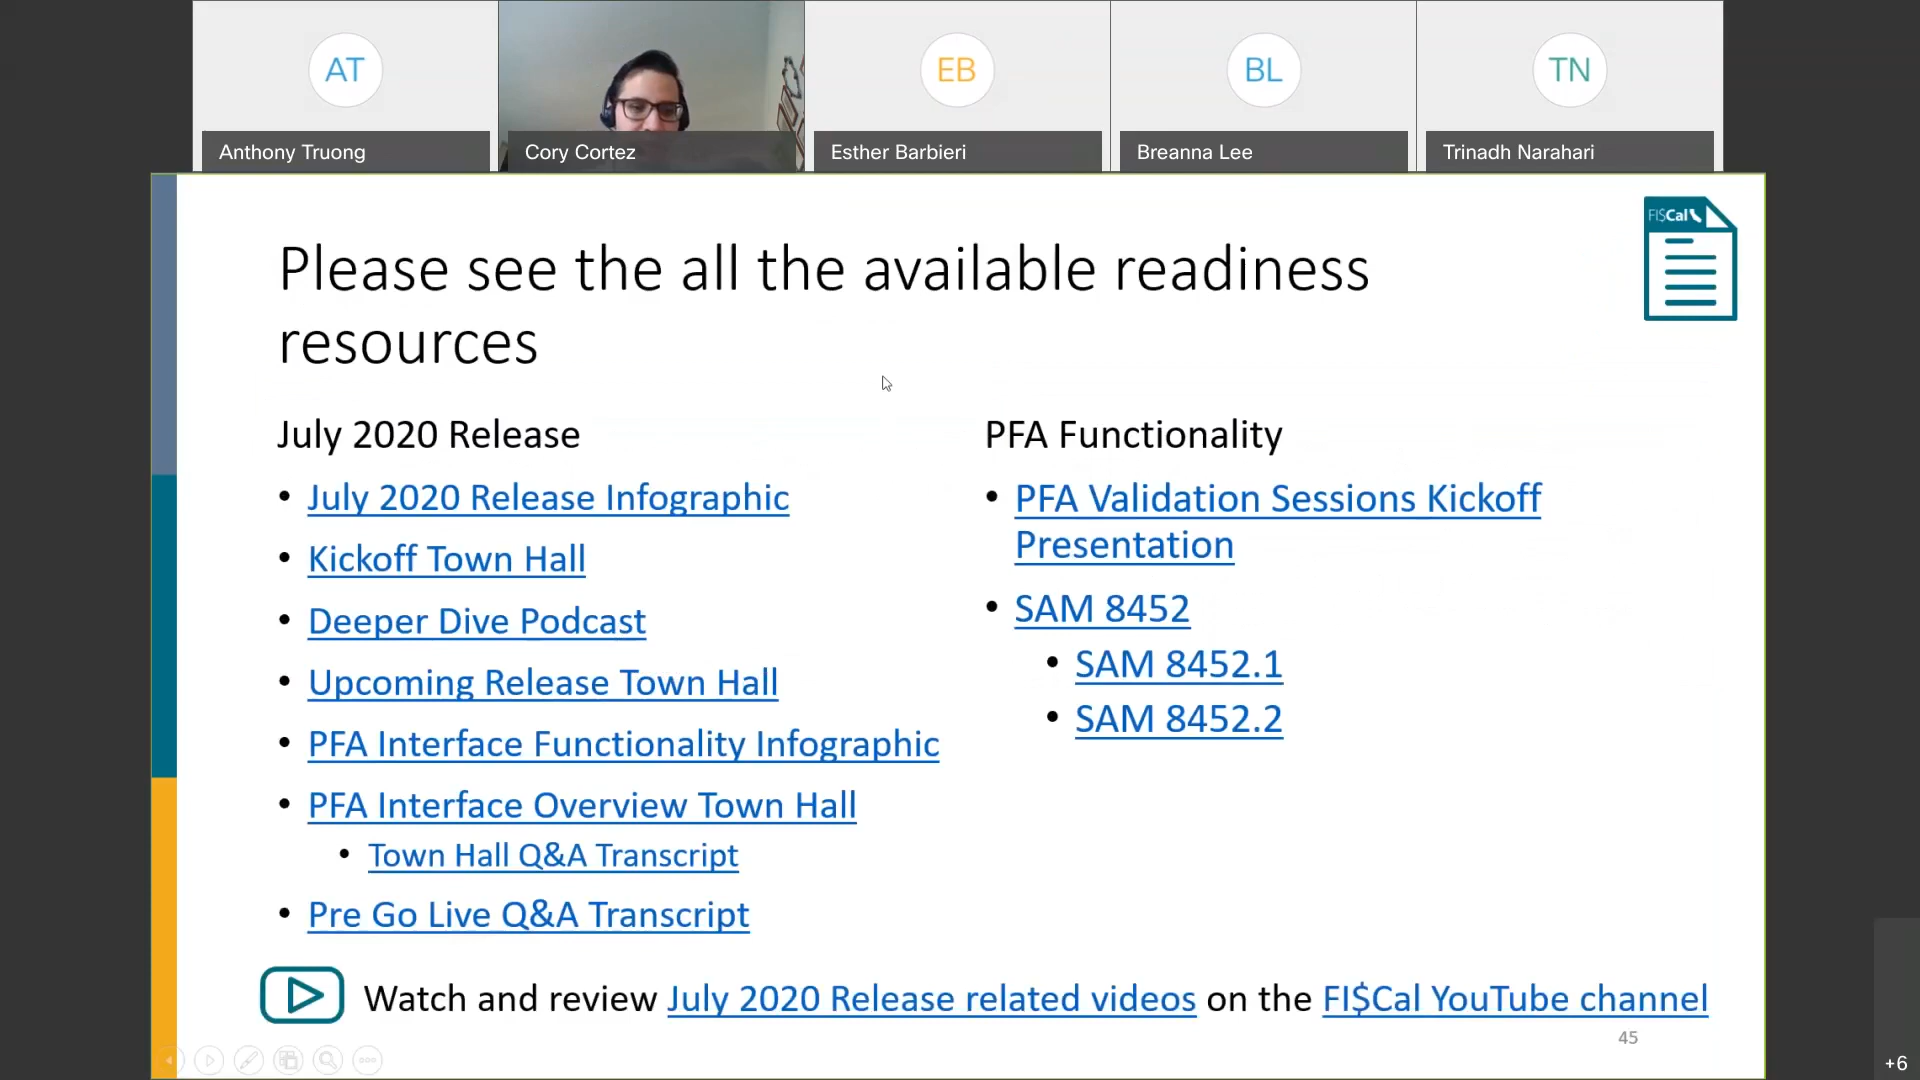 AT
EB
BL
TN
Anthony Truong
Cory Cortez
Esther Barbieri
Breanna Lee
Trinadh Narahari
FI$Cal
Please see the all the available readiness
resources
July 2020 Release
• July 2020 Release Infographic
• Kickoff Town Hall
• Deeper Dive Podcast
• Upcoming Release Town Hall
• PFA Interface Functionality Infographic
• PFA Interface Overview Town Hall
• Town Hall Q&A Transcript
• Pre Go Live Q&A Transcript
PFA Functionality
• PFA Validation Sessions Kickoff
Presentation
• SAM 8452
• SAM 8452.1
• SAM 8452.2
Watch and review July 2020 Release related videos on the FI$Cal YouTube channel
45
+6